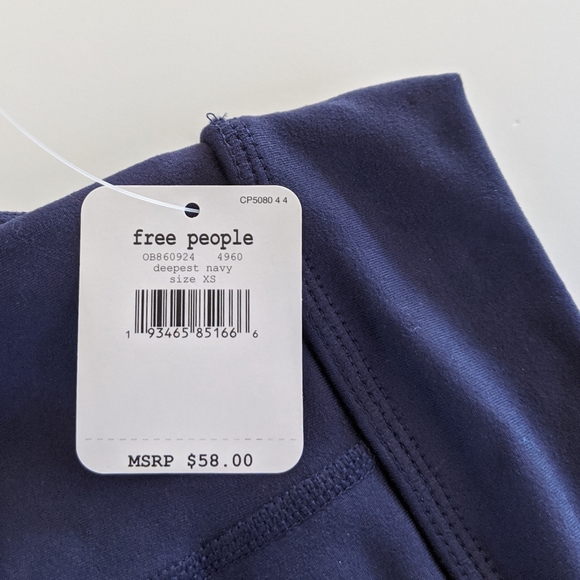 CP5080 4 4
free people
OB860924 4960
deepest navy
size XS
1 93465 85166 6
MSRP $58.00